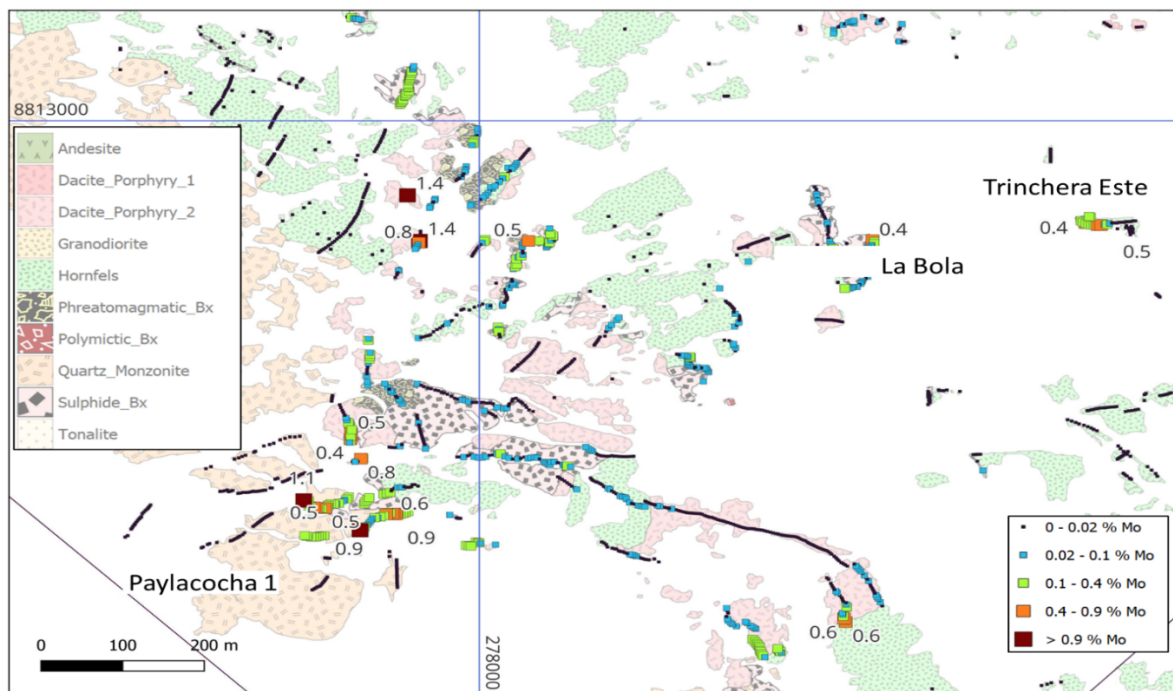 8813000
Andesite
Dacite_Porphyry_1
Dacite_Porphyry_2
Granodiorite
Hornfels
Phreatomagmatic_Bx
Polymictic_Bx
Quartz_Monzonite
Sulphide_Bx
Tonalite
1.4
0.8
1.4
0.5
0.4
La Bola
Trinchera Este
0.4
0.5
0.5
0.4
0.8
1.1
0.5
0.5
0.6
0.9
0.9
Paylacocha 1
0.6
0.6
278000
0
100
200 m
0 - 0.02 % Mo
0.02 - 0.1 % Mo
0.1 - 0.4 % Mo
0.4 - 0.9 % Mo
> 0.9 % Mo